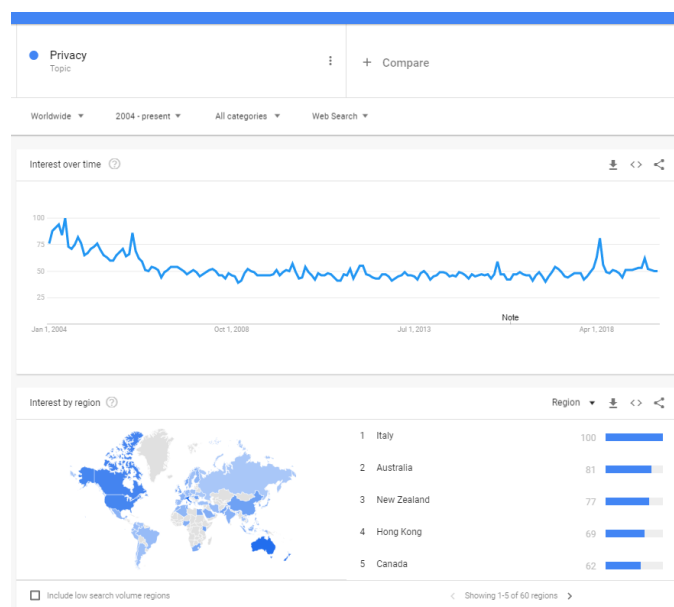 Privacy
Topic
+ Compare
Worldwide 2004 - present All categories Web Search
Interest over time
100
75
50
25
Note
Jan 1, 2004 Oct 1, 2008 Jul 1, 2013 Apr 1, 2018
Interest by region Region
1 Italy 100
2 Australia 81
3 New Zealand 77
4 Hong Kong 69
5 Canada 62
Include low search volume regions Showing 1-5 of 60 regions